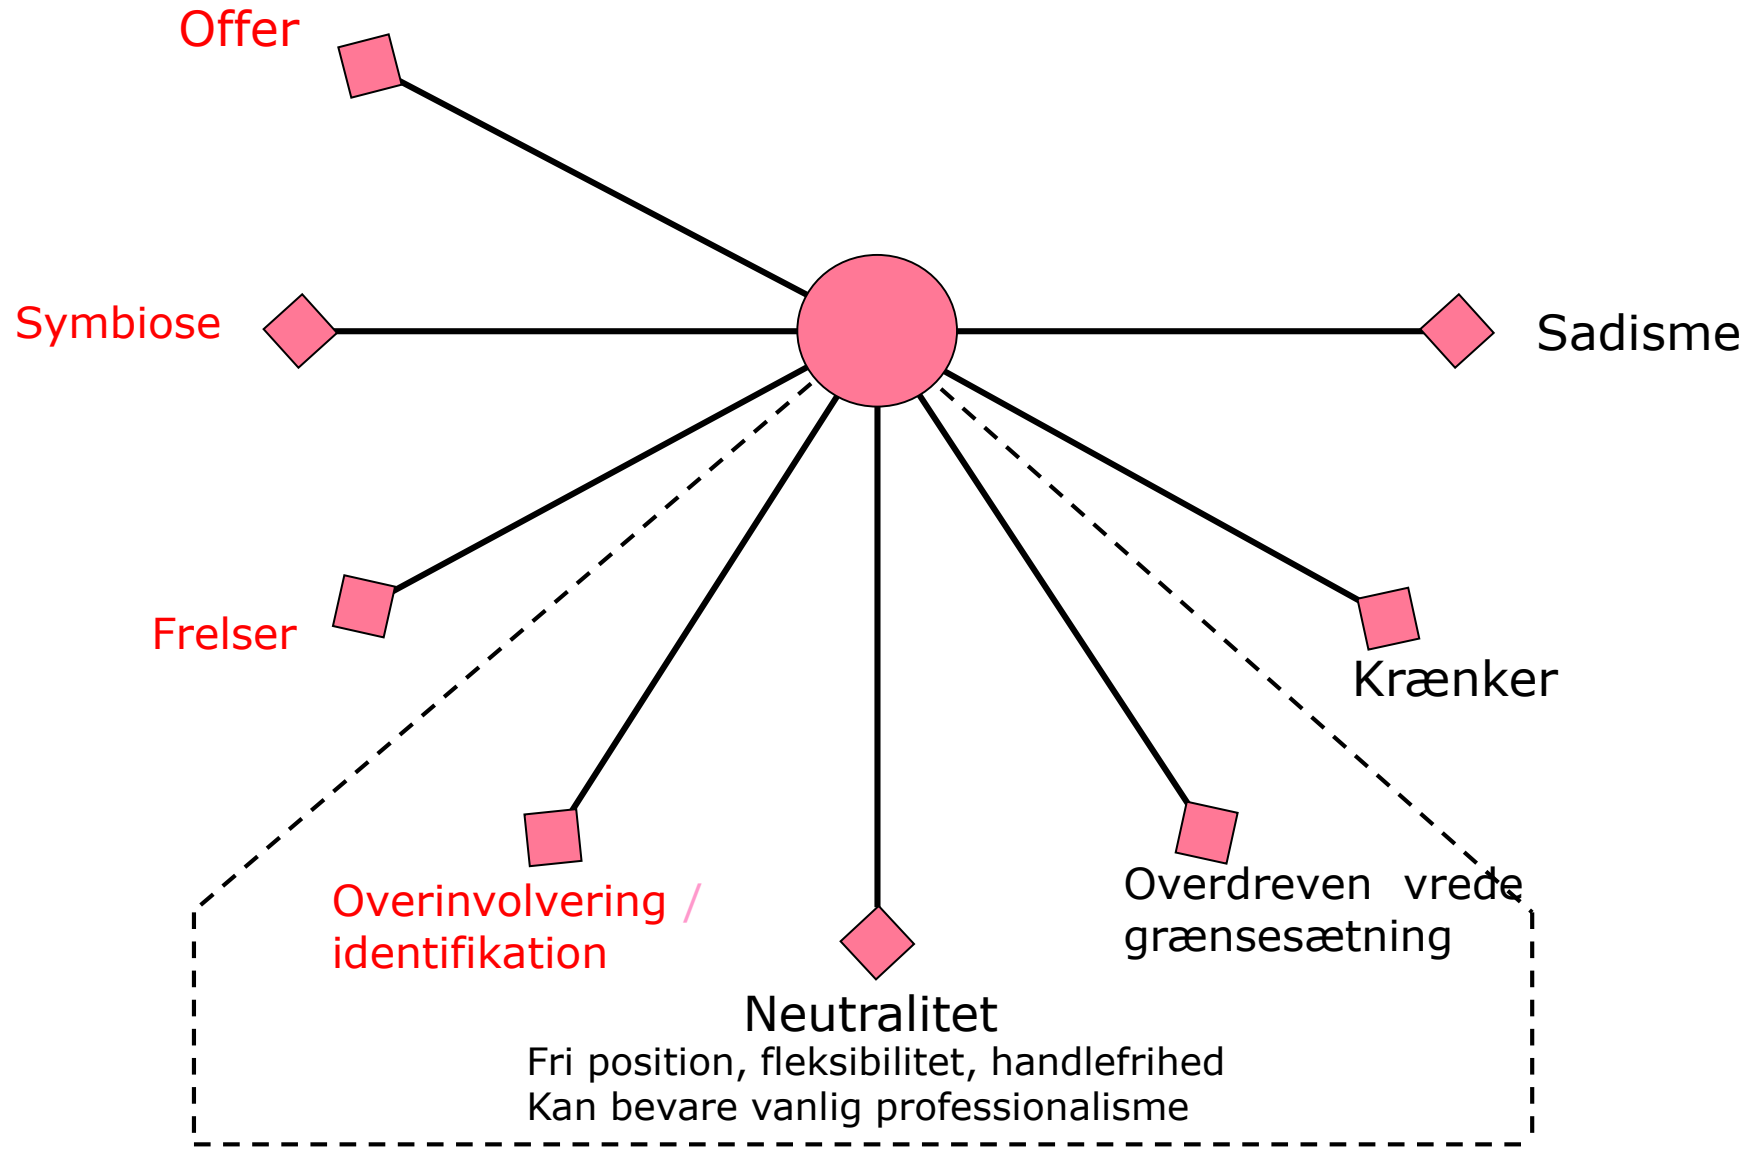 Offer
Symbiose
Sadisme
Frelser
Krænker
Overinvolvering /
identifikation
Overdreven vrede
grænsesætning
Neutralitet
Fri position, fleksibilitet, handlefrihed
Kan bevare vanlig professionalisme